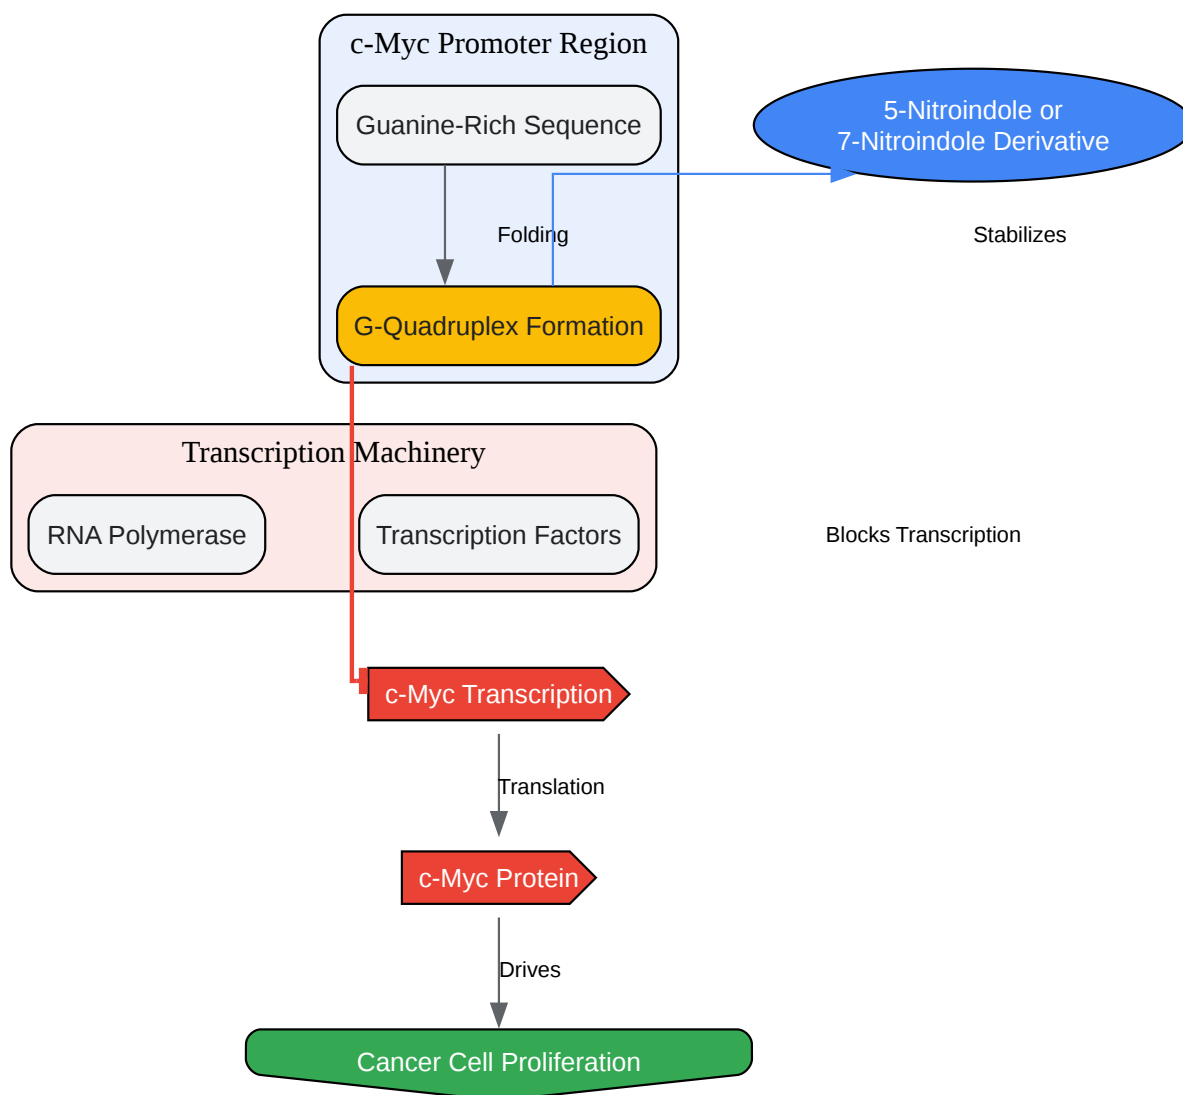 c-Myc Promoter Region
Guanine-Rich Sequence
5-Nitroindole or
7-Nitroindole Derivative
Folding
Stabilizes
G-Quadruplex Formation
Transcription Machinery
RNA Polymerase
Transcription Factors
Blocks Transcription
c-Myc Transcription
Translation
c-Myc Protein
Drives
Cancer Cell Proliferation